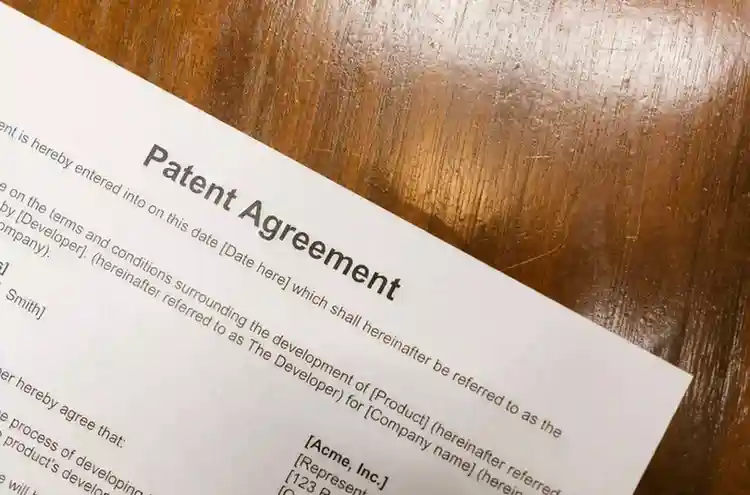 Patent Agreement
ent is hereby entered into on this date [Date here] which shall hereinafter be referred to as the
e on the terms and conditions surrounding the development of [Product] (hereinafter referred
by [Developer]. (hereinafter referred to as The Developer) for [Company name] (herein
ompany).
Smith]
[Acme, Inc.]
[Represent
[123
er hereby agree that:
e process of developing
product's develop
will